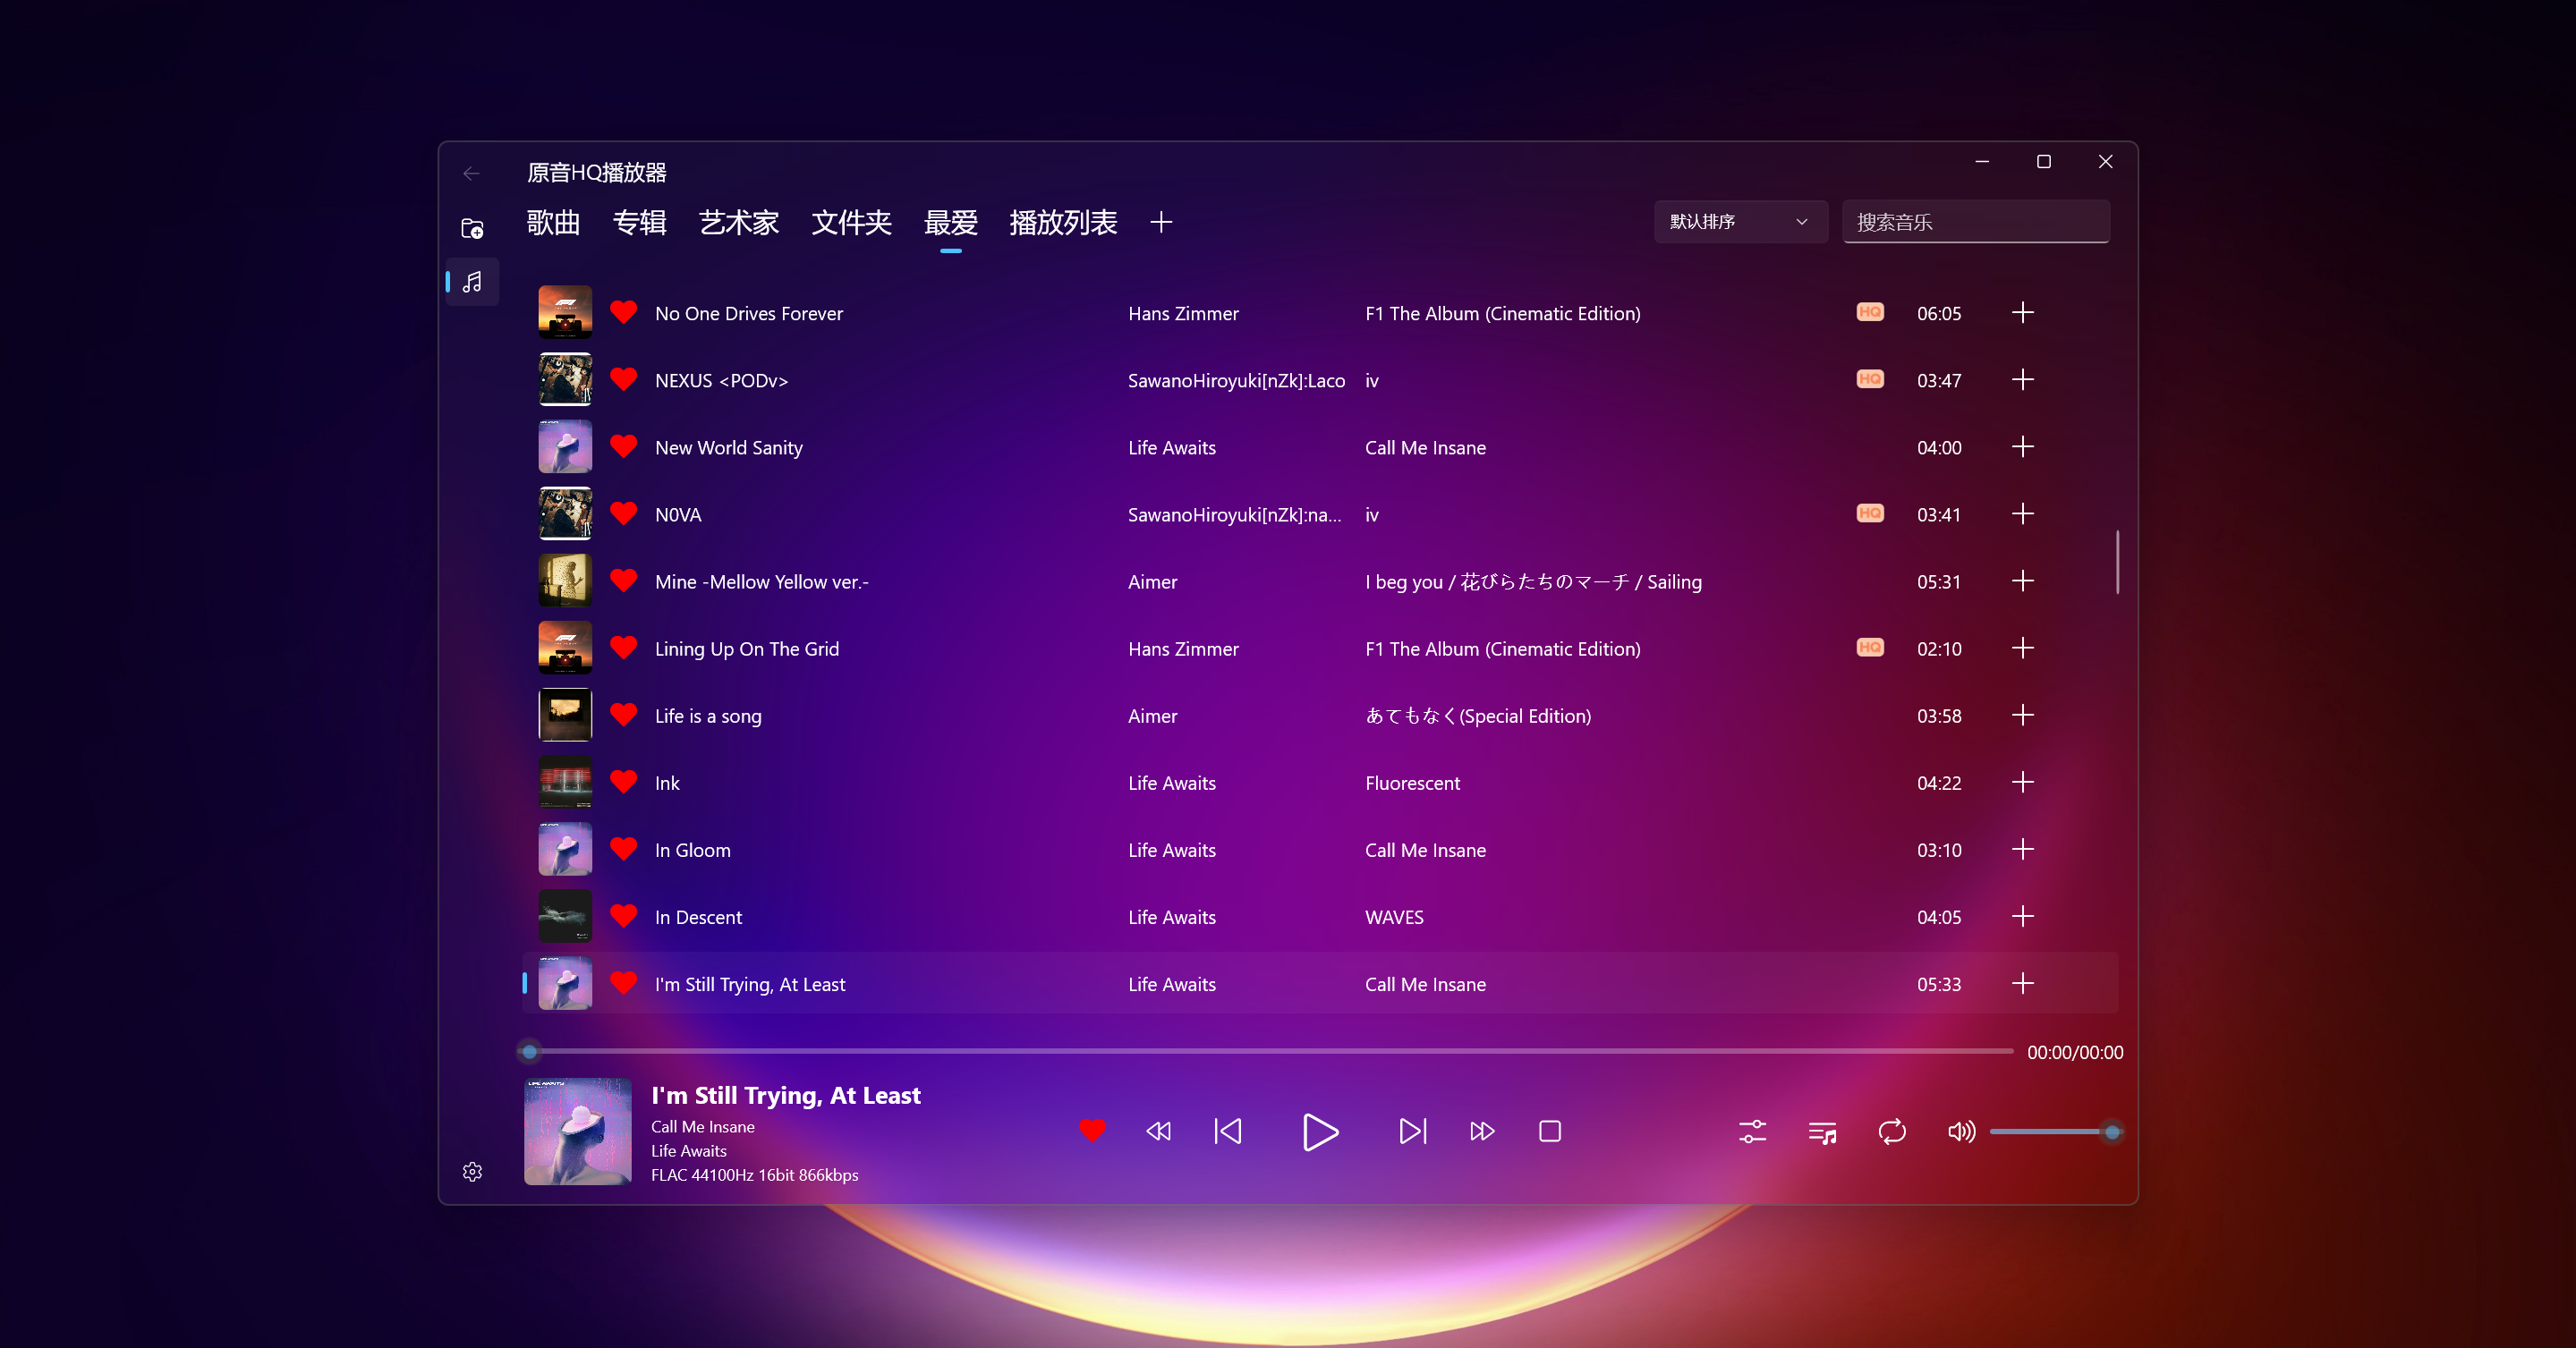 原音HQ播放器
歌曲 专辑 艺术家 文件夹 最爱 播放列表
默认排序
搜索音乐
No One Drives Forever Hans Zimmer F1 The Album (Cinematic Edition) HQ 06:05
NEXUS <PODv> SawanoHiroyuki[nZk]:Laco iv HQ 03:47
New World Sanity Life Awaits Call Me Insane 04:00
N0VA SawanoHiroyuki[nZk]:na... iv HQ 03:41
Mine -Mellow Yellow ver.- Aimer I beg you / 花びらたちのマーチ / Sailing 05:31
Lining Up On The Grid Hans Zimmer F1 The Album (Cinematic Edition) HQ 02:10
Life is a song Aimer あてもなく(Special Edition) 03:58
Ink Life Awaits Fluorescent 04:22
In Gloom Life Awaits Call Me Insane 03:10
In Descent Life Awaits WAVES 04:05
I'm Still Trying, At Least Life Awaits Call Me Insane 05:33
00:00/00:00
I'm Still Trying, At Least
Call Me Insane
Life Awaits
FLAC 44100Hz 16bit 866kbps